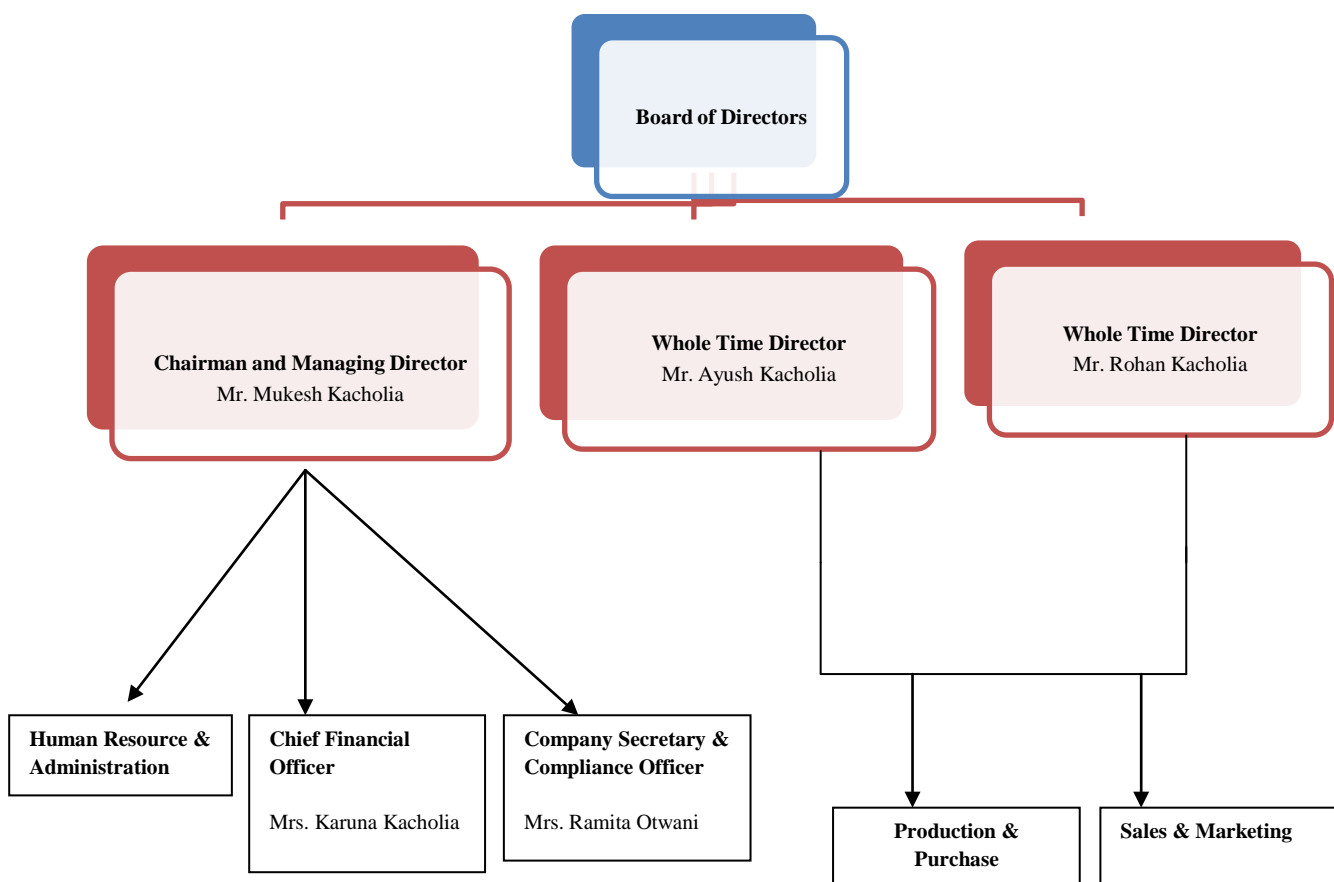 Board of Directors
Chairman and Managing Director
Mr. Mukesh Kacholia
Whole Time Director
Mr. Ayush Kacholia
Whole Time Director
Mr. Rohan Kacholia
Human Resource &
Administration
Chief Financial
Officer
Mrs. Karuna Kacholia
Company Secretary &
Compliance Officer
Mrs. Ramita Otwani
Production &
Purchase
Sales & Marketing